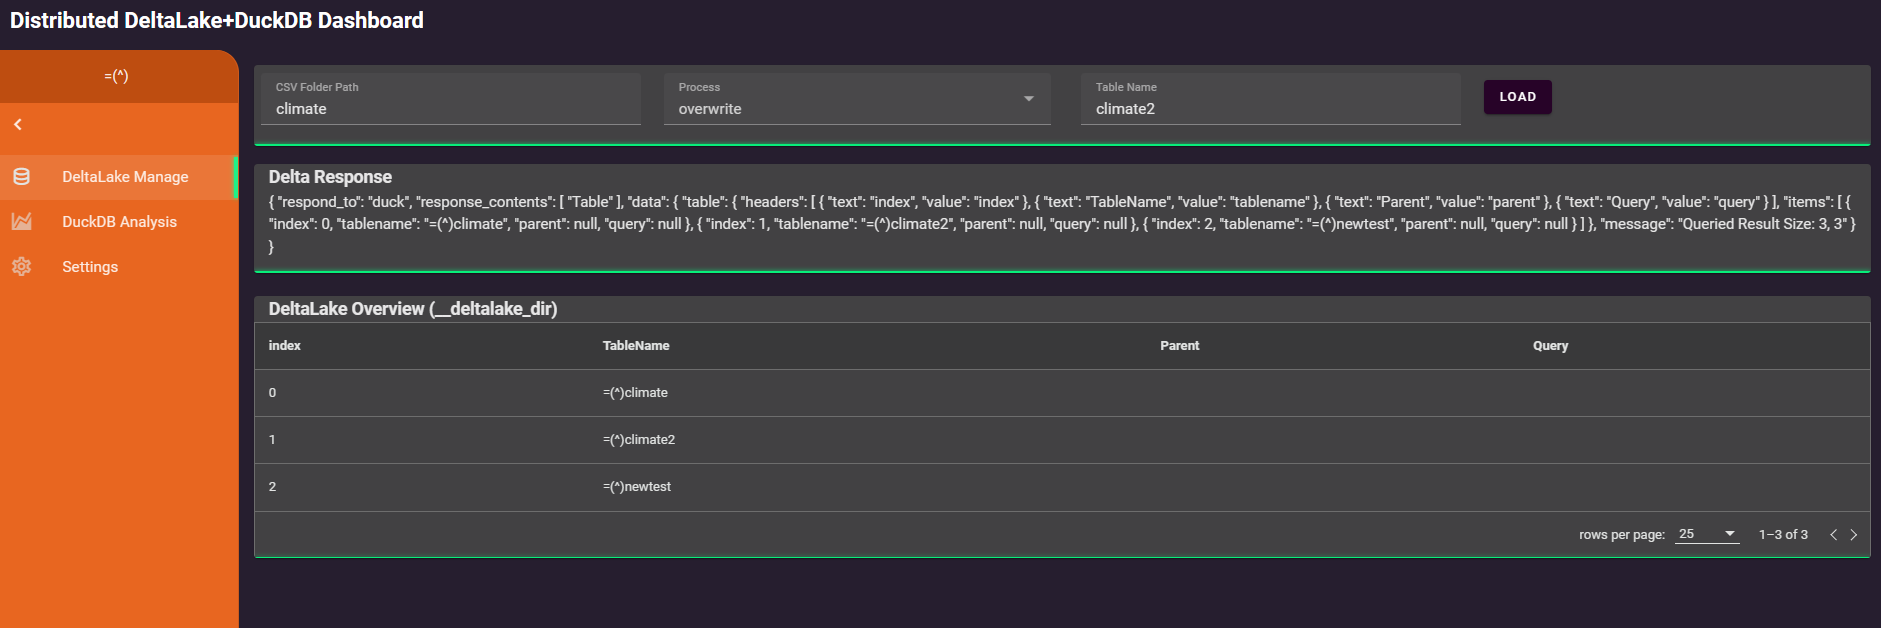 Distributed DeltaLake+DuckDB Dashboard
=(^)
DeltaLake Manage
DuckDB Analysis
Settings
CSV Folder Path
climate
Process
overwrite
Table Name
climate2
LOAD
Delta Response
{ "respond_to": "duck", "response_contents": [ "Table" ], "data": { "table": { "headers": [ { "text": "index", "value": "index" }, { "text": "TableName", "value": "tablename" }, { "text": "Parent", "value": "parent" }, { "text": "Query", "value": "query" } ], "items": [ {
"index": 0, "tablename": "=(^)climate", "parent": null, "query": null }, { "index": 1, "tablename": "=(^)climate2", "parent": null, "query": null }, { "index": 2, "tablename": "=(^)newtest", "parent": null, "query": null } ] }, "message": "Queried Result Size: 3, 3" }
}
DeltaLake Overview (__deltalake_dir)
index TableName Parent Query
0 =(^)climate
1 =(^)climate2
2 =(^)newtest
rows per page: 25 1–3 of 3